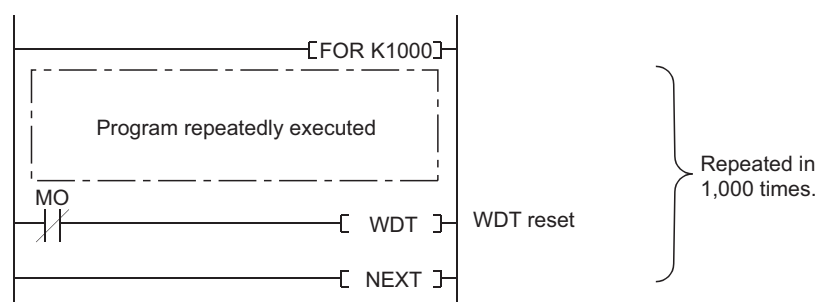 FOR K1000
Program repeatedly executed
MO
WDT
WDT reset
NEXT
Repeated in
1,000 times.